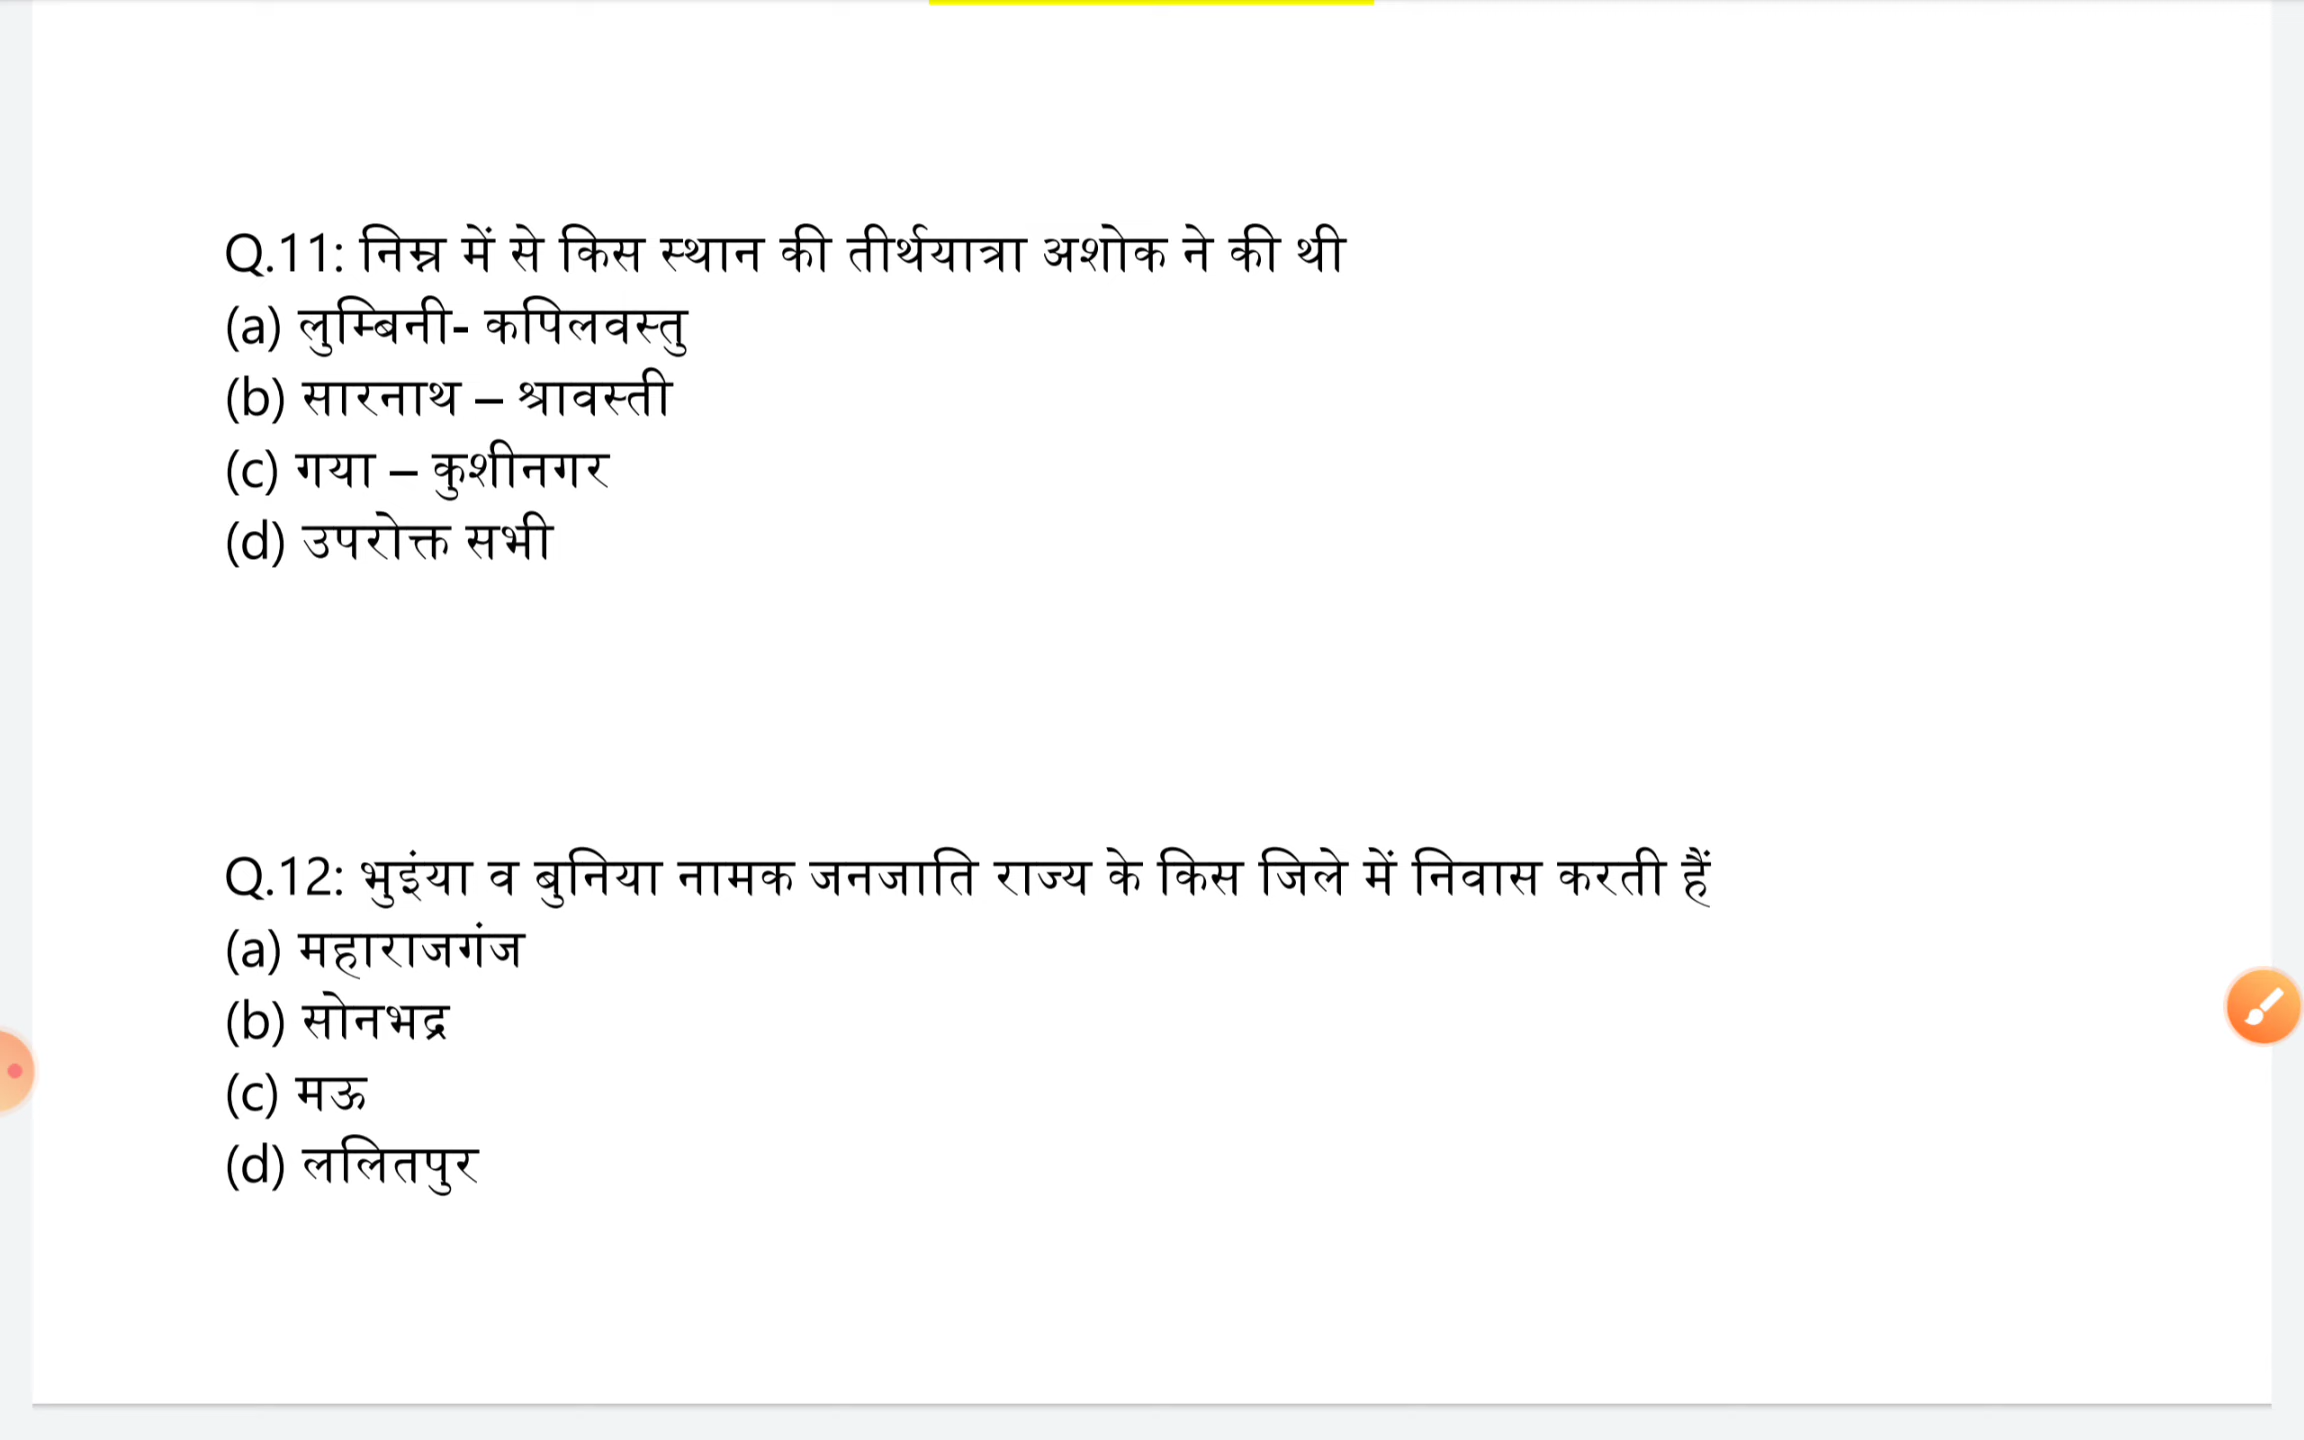 Q.11: निम्न में से किस स्थान की तीर्थयात्रा अशोक ने की थी
(a) लुम्बिनी- कपिलवस्तु
(b) सारनाथ – श्रावस्ती
(c) गया – कुशीनगर
(d) उपरोक्त सभी
Q.12: भुइंया व बुनिया नामक जनजाति राज्य के किस जिले में निवास करती हैं
(a) महाराजगंज
(b) सोनभद्र
(c) मऊ
(d) ललितपुर